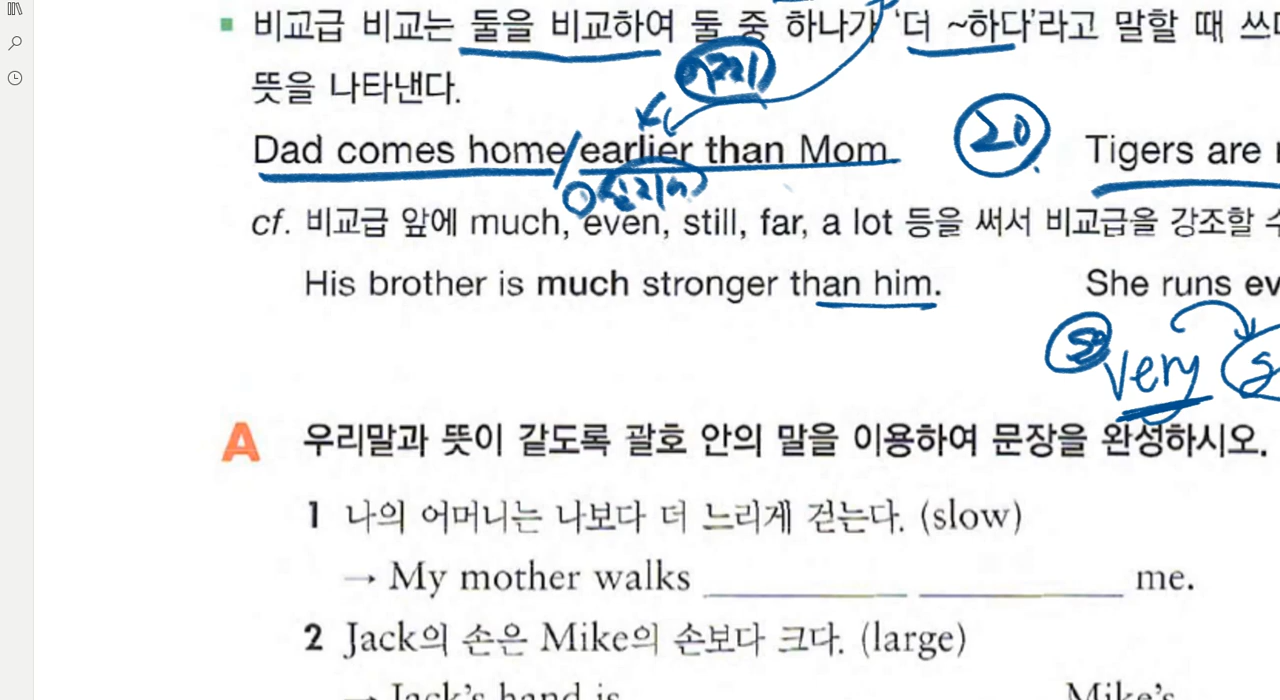 비교급 비교는 둘을 비교하여 둘 중 하나가 '더 ~하다'라고 말할 때 쓰
뜻을 나타낸다.
Dad comes home/earlier than Mom
20
Tigers are
cf. 비교급 앞에 much, even, still, far, a lot 등을 써서 비교급을 강조할 수
His brother is much stronger than him.
She runs ev
very
A 우리말과 뜻이 같도록 괄호 안의 말을 이용하여 문장을 완성하시오.
1 나의 어머니는 나보다 더 느리게 걷는다. (slow)
→ My mother walks ________ ________ me.
2 Jack의 손은 Mike의 손보다 크다. (large)
→ Jack's hand is Mike's